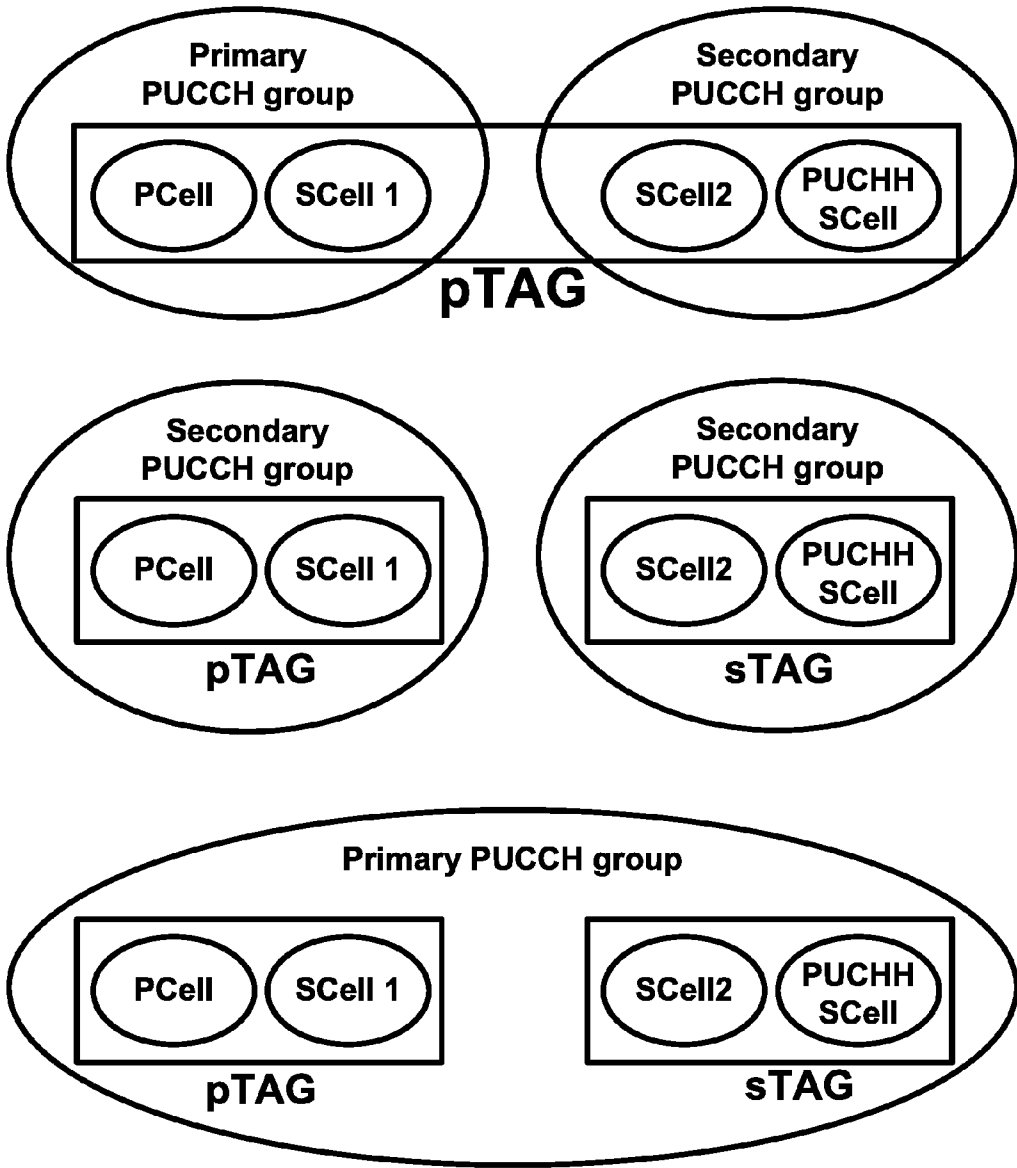 Primary
PUCCH group
Secondary
PUCCH group
PCell
SCell 1
SCell2
PUCHH
SCell
pTAG
Secondary
PUCCH group
Secondary
PUCCH group
PCell
SCell 1
SCell2
PUCHH
SCell
pTAG
sTAG
Primary PUCCH group
PCell
SCell 1
SCell2
PUCHH
SCell
pTAG
sTAG